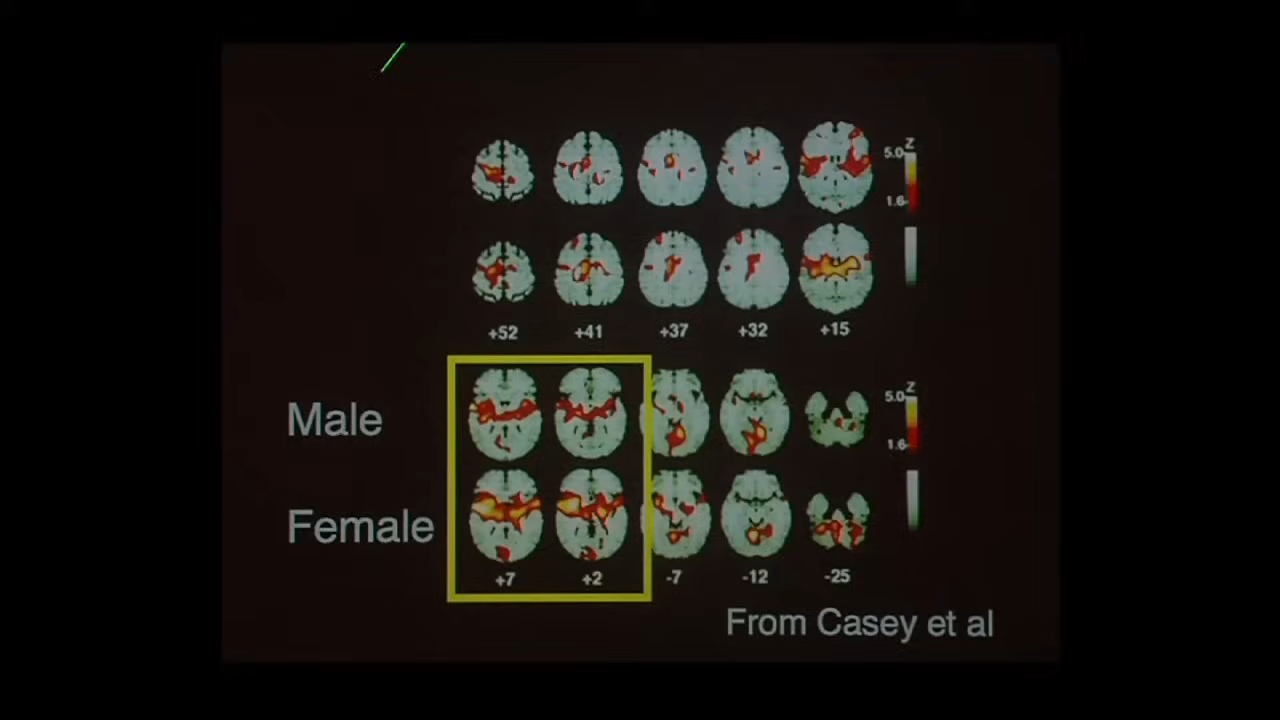 Z
5.0
1.6
+52 +41 +37 +32 +15
Male
Z
5.0
1.6
Female
+7 +2 -7 -12 -25
From Casey et al